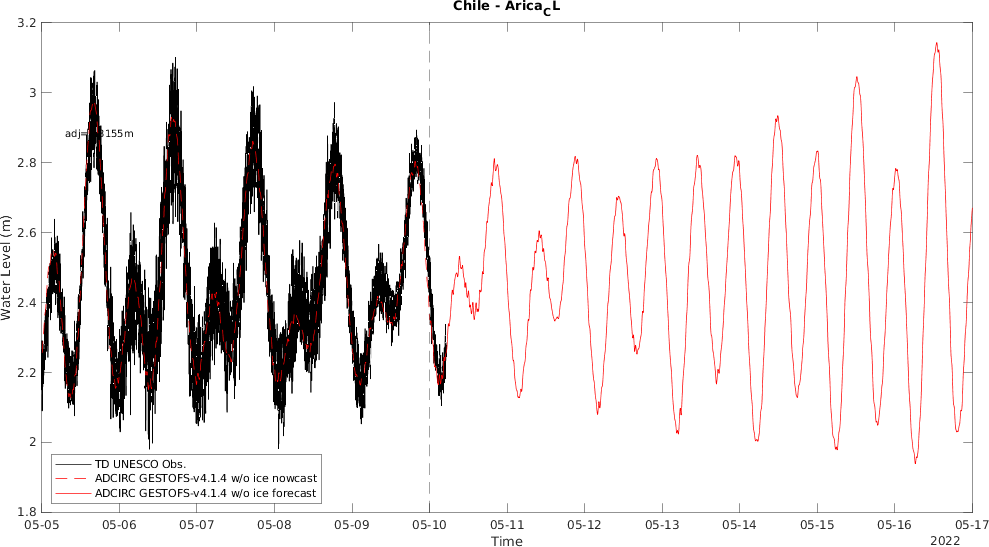 Chile - AricaCL
3.2
3
2.8
2.6
2.4
2.2
2
1.8
Water Level (m)
adj= 3155m
TD UNESCO Obs.
ADCIRC GESTOFS-v4.1.4 w/o ice nowcast
ADCIRC GESTOFS-v4.1.4 w/o ice forecast
05-05 05-06 05-07 05-08 05-09 05-10 05-11 05-12 05-13 05-14 05-15 05-16 05-17
Time
2022